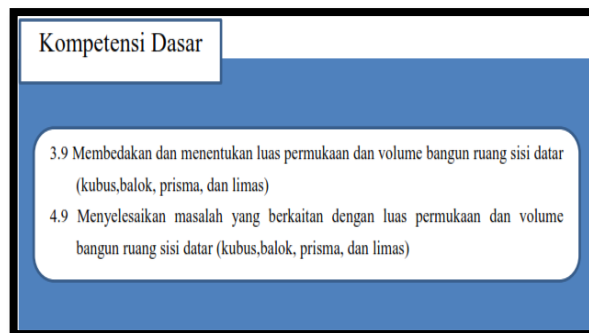 Kompetensi Dasar
3.9 Membedakan dan menentukan luas permukaan dan volume bangun ruang sisi datar
(kubus,balok, prisma, dan limas)
4.9 Menyelesaikan masalah yang berkaitan dengan luas permukaan dan volume
bangun ruang sisi datar (kubus,balok, prisma, dan limas)